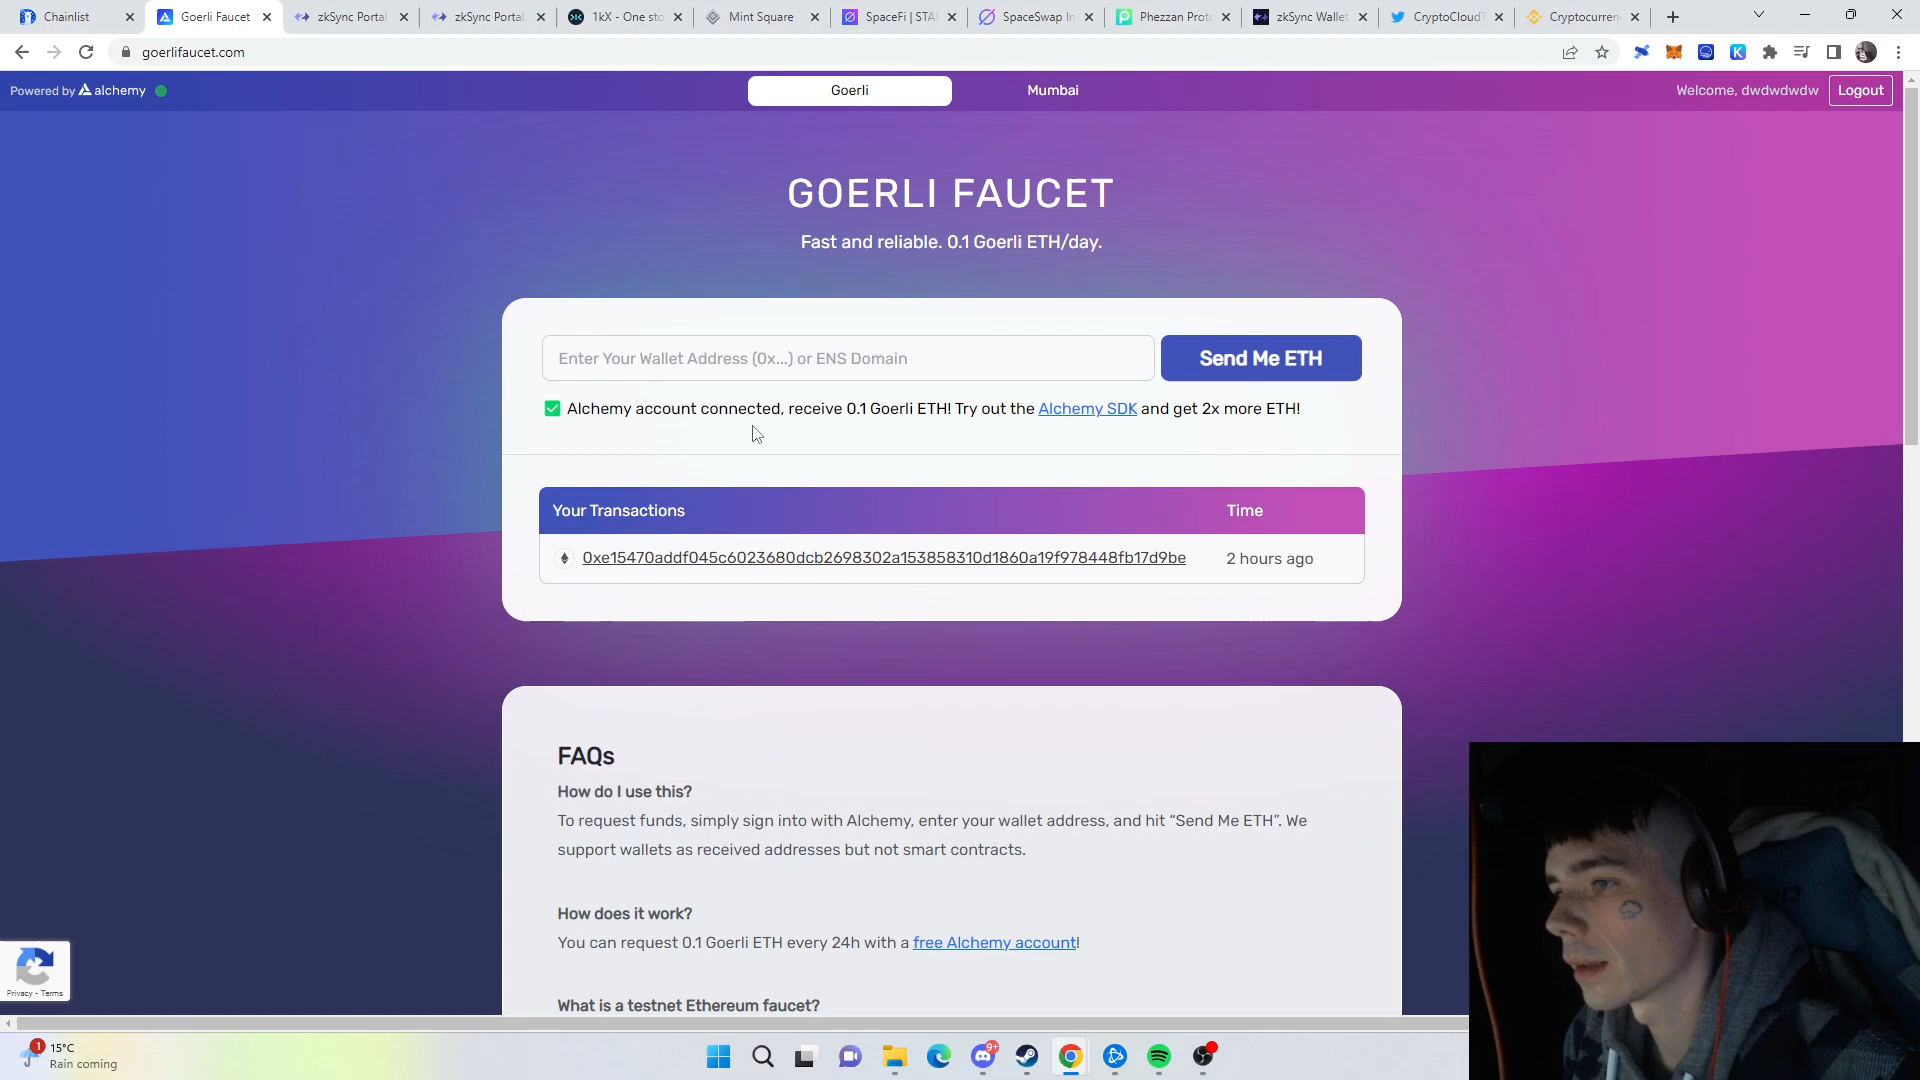 Chainlist
Goerli Faucet
zkSync Portal
zkSync Portal
1kX - One sto
Mint Square
SpaceFi | STA
SpaceSwap In
Phezzan Prot
zkSync Wallet
CryptoCloudT
Cryptocurren
goerlifaucet.com
Powered by alchemy
Goerli
Mumbai
Welcome, dwdwdwdw
Logout
GOERLI FAUCET
Fast and reliable. 0.1 Goerli ETH/day.
Enter Your Wallet Address (0x...) or ENS Domain
Send Me ETH
Alchemy account connected, receive 0.1 Goerli ETH! Try out the Alchemy SDK and get 2x more ETH!
Your Transactions
Time
0xe15470addf045c6023680dcb2698302a153858310d1860a19f978448fb17d9be
2 hours ago
FAQs
How do I use this?
To request funds, simply sign into with Alchemy, enter your wallet address, and hit “Send Me ETH”. We
support wallets as received addresses but not smart contracts.
How does it work?
You can request 0.1 Goerli ETH every 24h with a free Alchemy account!
What is a testnet Ethereum faucet?
Privacy - Terms
1
15°C
Rain coming
9+